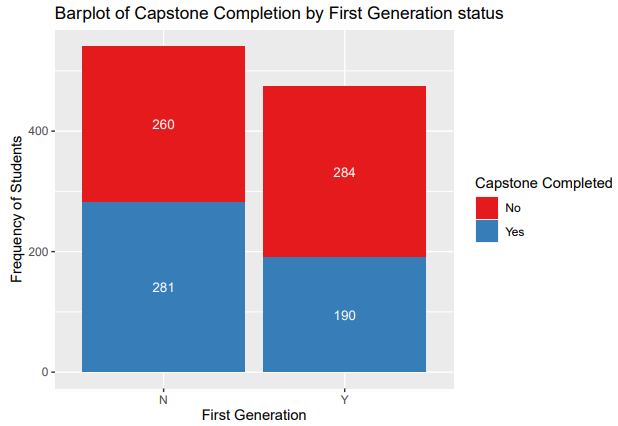 Barplot of Capstone Completion by First Generation status
Frequency of Students
400
200
0
260
284
281
190
N
Y
First Generation
Capstone Completed
No
Yes